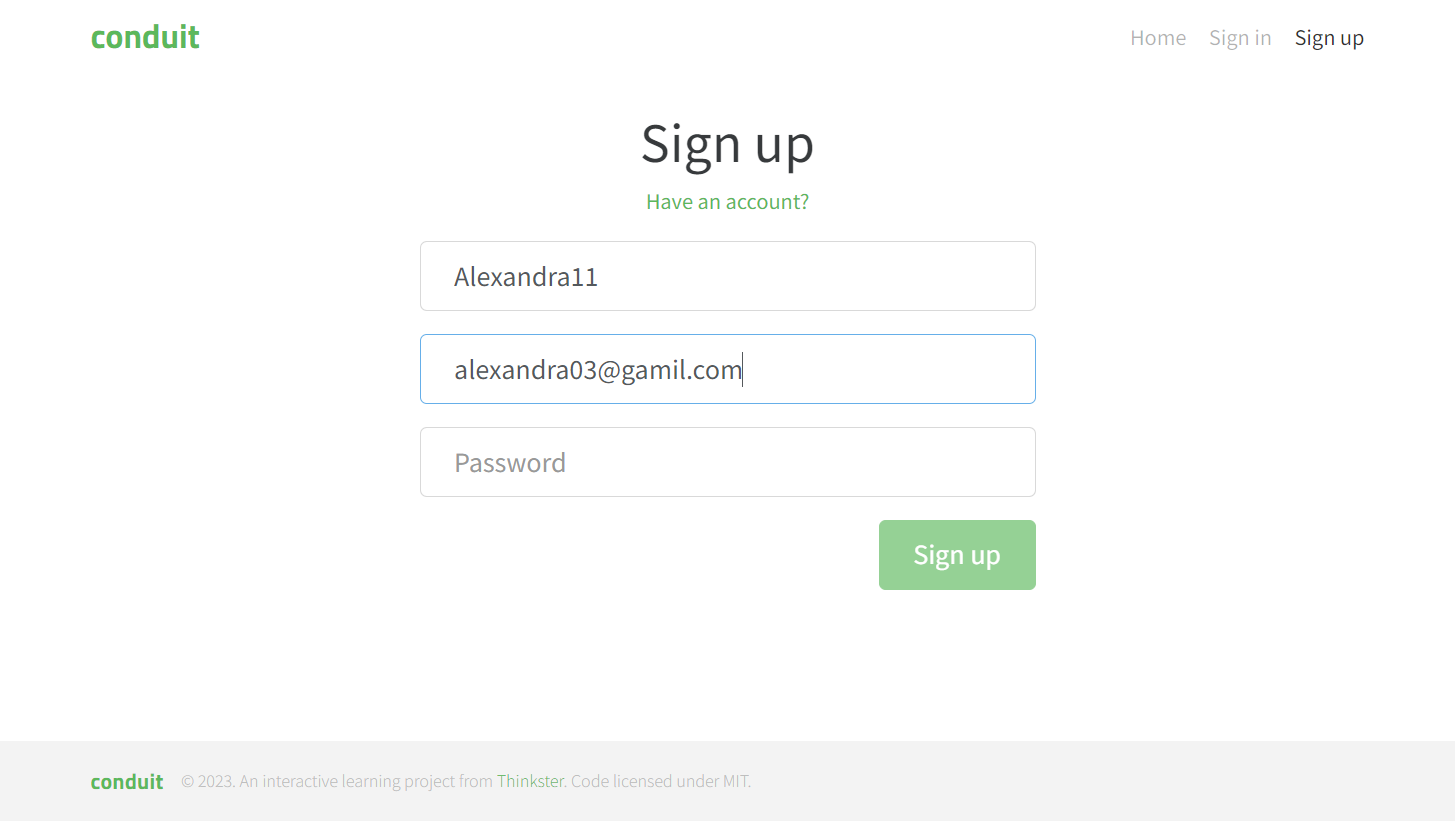 conduit
Home Sign in Sign up
Sign up
Have an account?
Alexandra11
alexandra03@gamil.com
Password
Sign up
conduit © 2023. An interactive learning project from Thinkster. Code licensed under MIT.